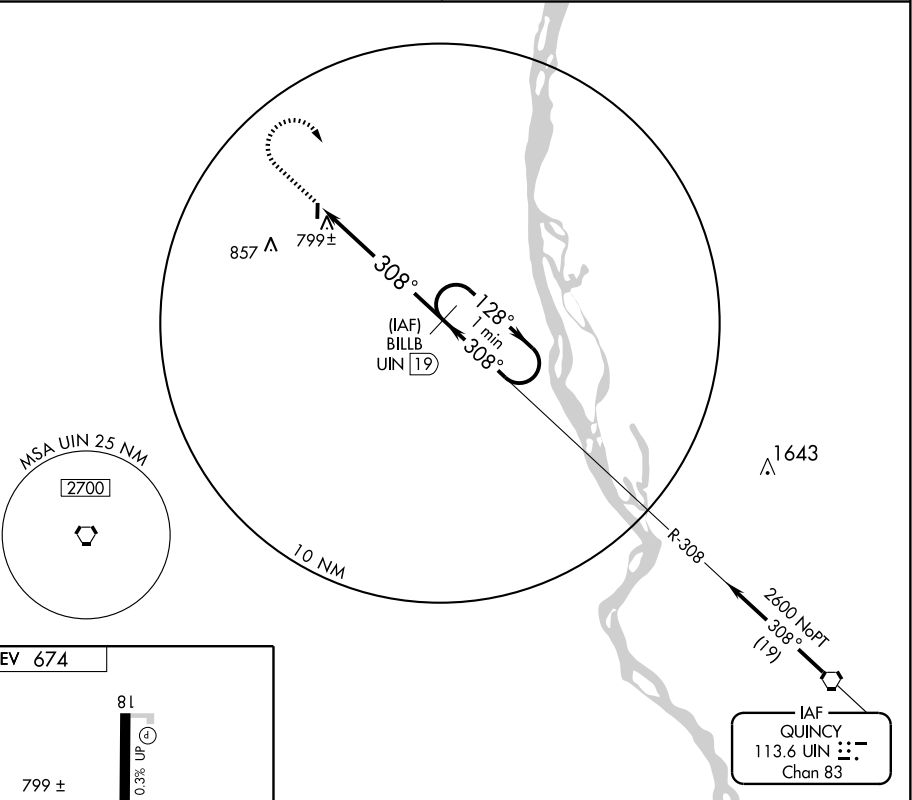 857
799±
308°
128°
1 min
308°
(IAF)
BILLB
UIN 19
MSA UIN 25 NM
2700
10 NM
1643
R-308
2600 NoPT
308°
(19)
IAF
QUINCY
113.6 UIN
Chan 83
EV 674
18
P
0.3% UP
799 ±